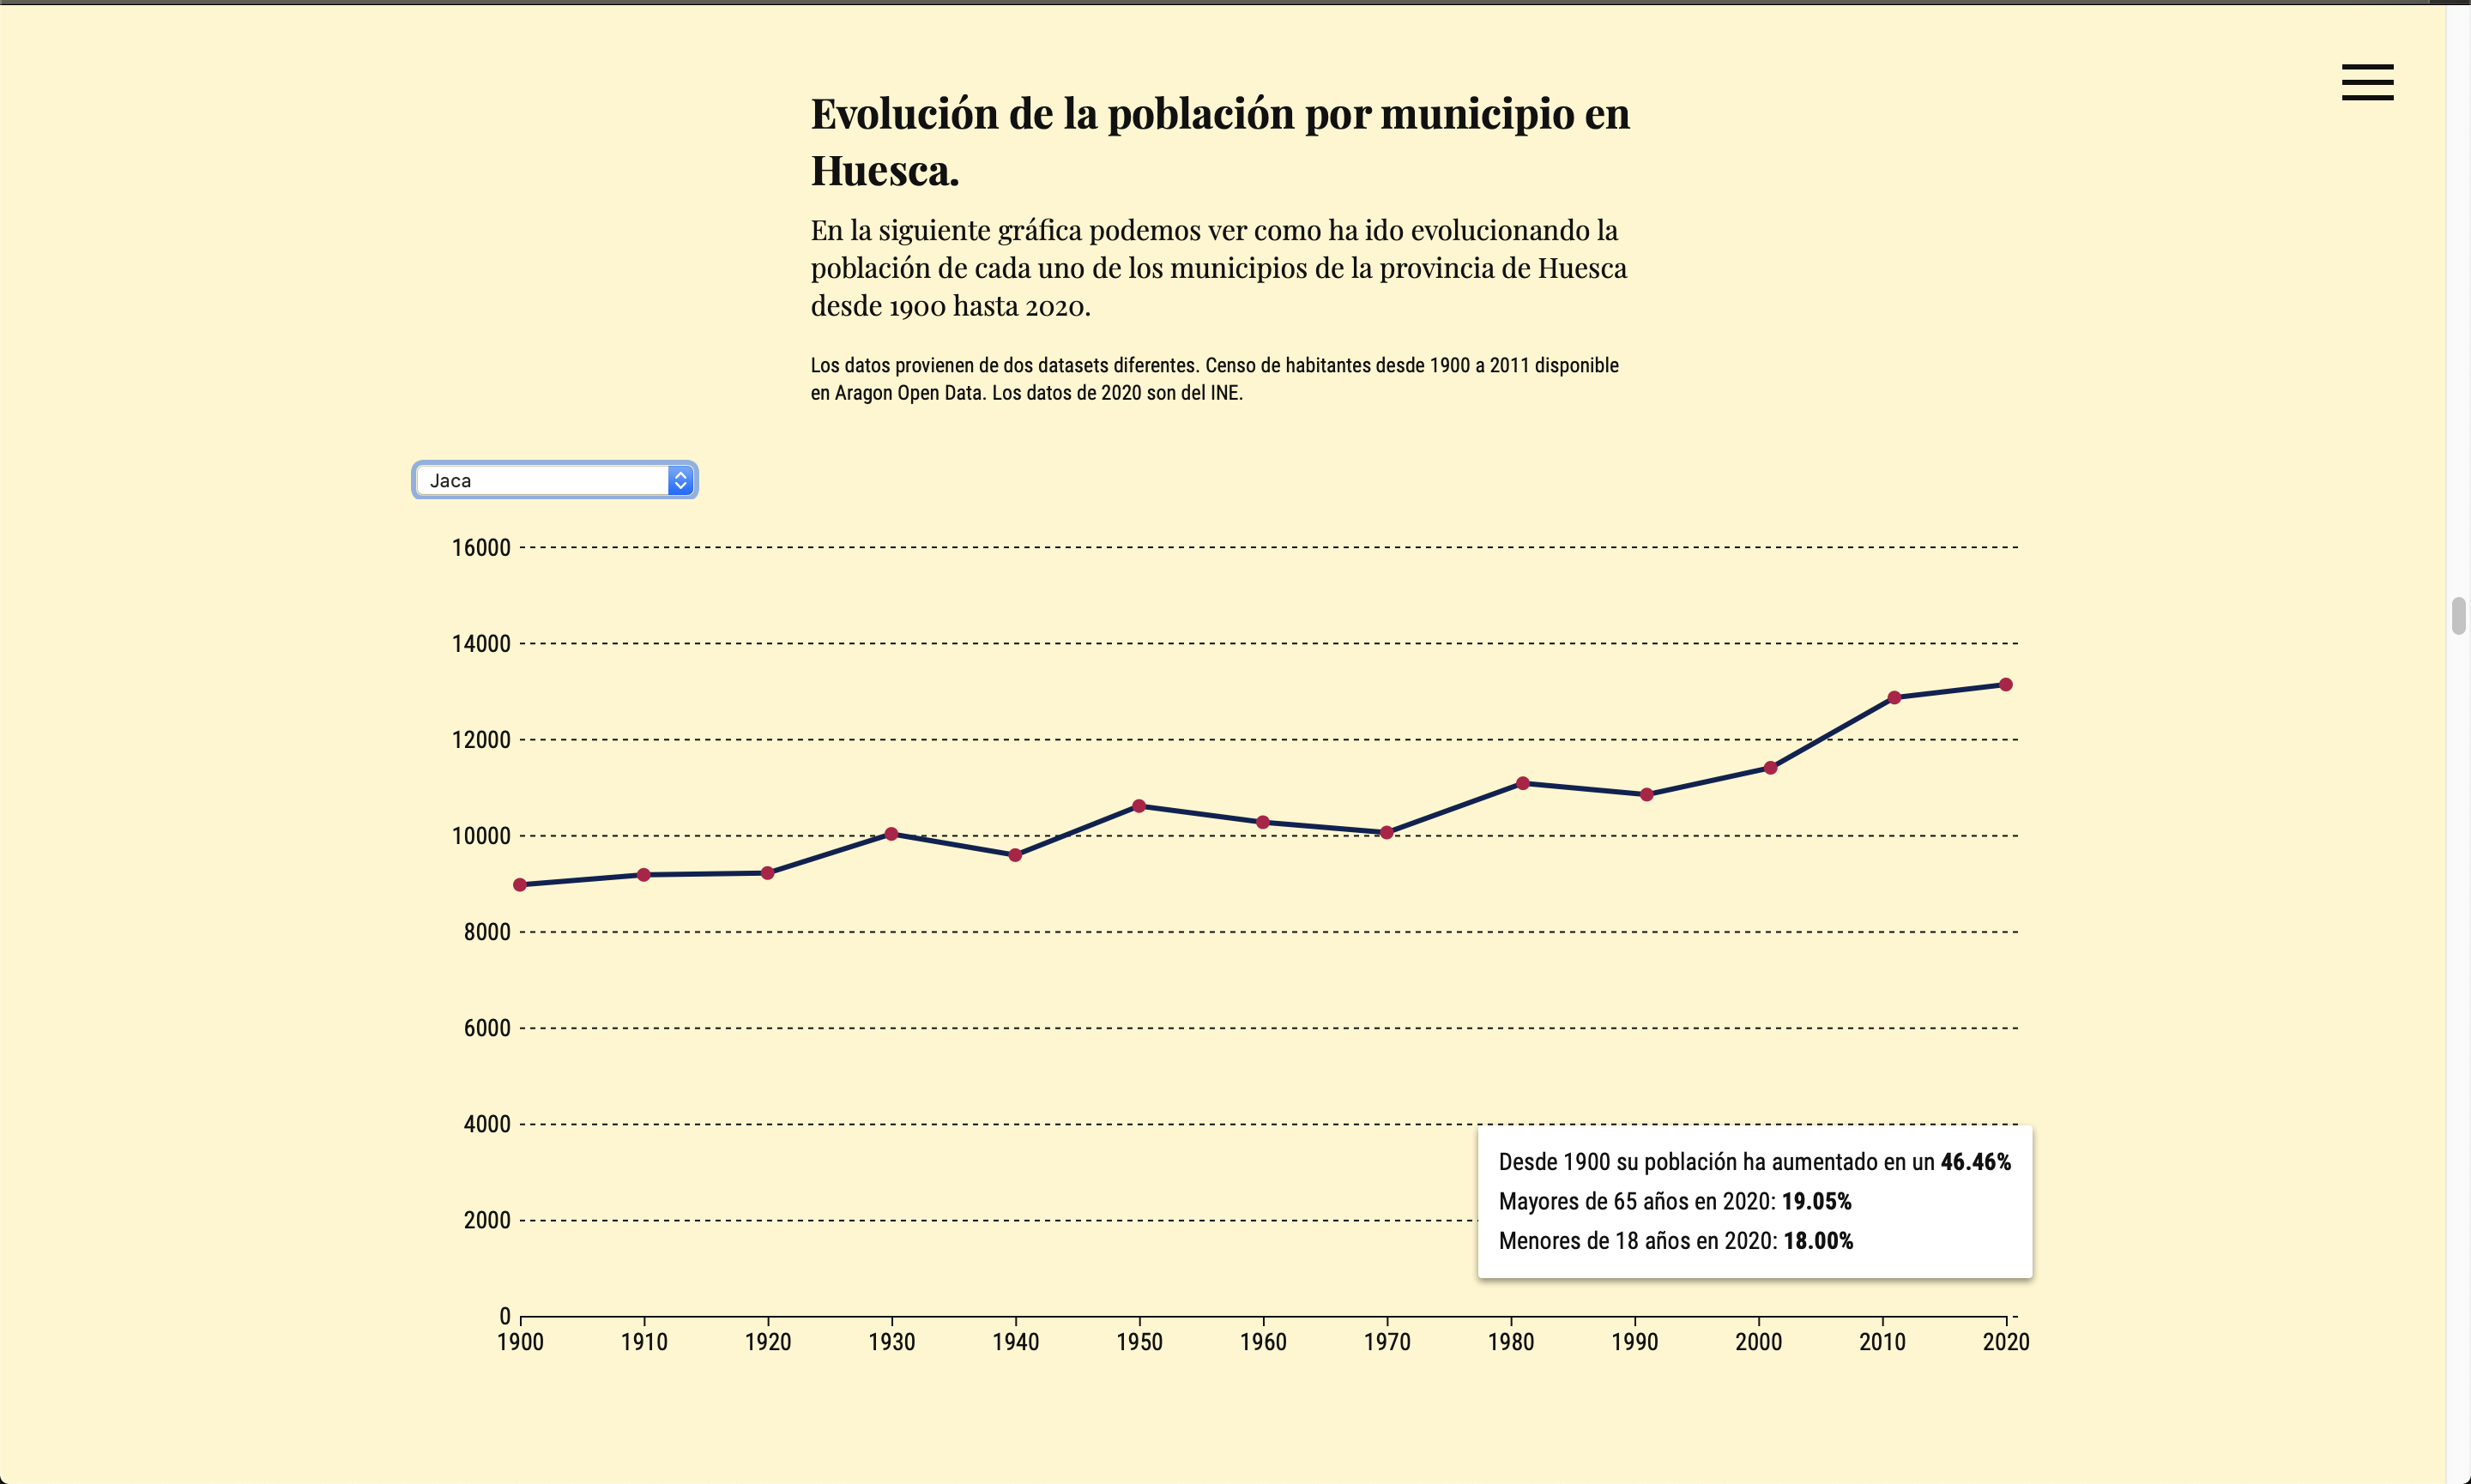 Evolución de la población por municipio en
Huesca.
En la siguiente gráfica podemos ver como ha ido evolucionando la
población de cada uno de los municipios de la provincia de Huesca
desde 1900 hasta 2020.
Los datos provienen de dos datasets diferentes. Censo de habitantes desde 1900 a 2011 disponible
en Aragon Open Data. Los datos de 2020 son del INE.
Jaca
16000
14000
12000
10000
8000
6000
4000
Desde 1900 su población ha aumentado en un 46.46%
Mayores de 65 años en 2020: 19.05%
2000
Menores de 18 años en 2020: 18.00%
0
1900 1910 1920 1930 1940 1950 1960 1970 1980 1990 2000 2010 2020